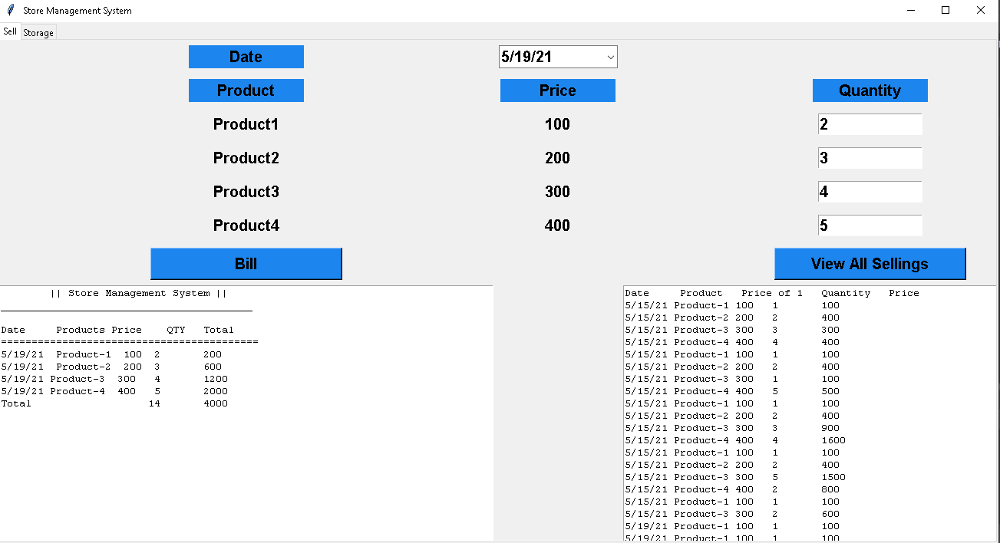 Store Management System
Sell Storage
Date 5/19/21
Product Price Quantity
Product1 100 2
Product2 200 3
Product3 300 4
Product4 400 5
Bill View All Sellings
|| Store Management System ||
Date Products Price QTY Total
========================================
5/19/21 Product-1 100 2 200
5/19/21 Product-2 200 3 600
5/19/21 Product-3 300 4 1200
5/19/21 Product-4 400 5 2000
Total 14 4000
Date Product Price of 1 Quantity Price
5/15/21 Product-1 100 1 100
5/15/21 Product-2 200 2 400
5/15/21 Product-3 300 3 300
5/15/21 Product-4 400 4 400
5/15/21 Product-1 100 1 100
5/15/21 Product-2 200 2 400
5/15/21 Product-3 300 1 100
5/15/21 Product-4 400 5 500
5/15/21 Product-1 100 1 100
5/15/21 Product-2 200 2 400
5/15/21 Product-3 300 3 900
5/15/21 Product-4 400 4 1600
5/15/21 Product-1 100 1 100
5/15/21 Product-2 200 2 400
5/15/21 Product-3 300 5 1500
5/15/21 Product-4 400 2 800
5/15/21 Product-1 100 1 100
5/15/21 Product-3 300 2 600
5/19/21 Product-1 100 1 100
5/19/21 Product-1 100 1 100